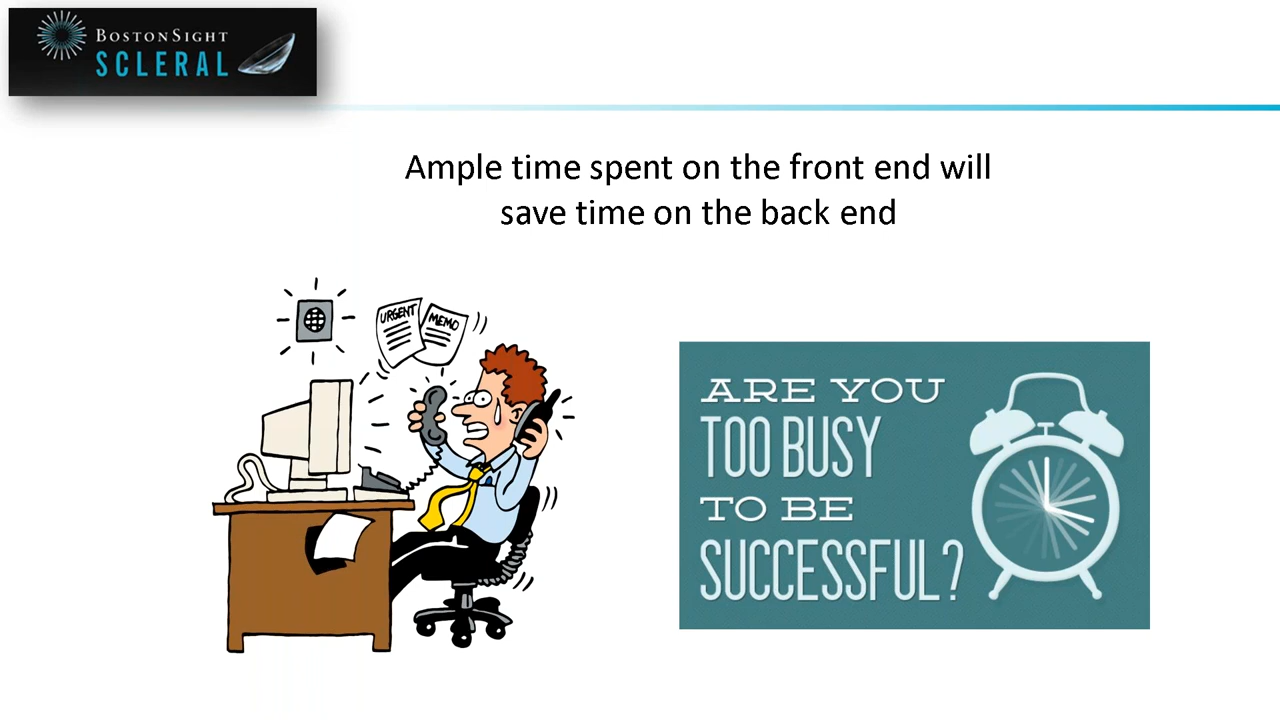 BOSTONSIGHT
SCLERAL
Ample time spent on the front end will
save time on the back end
URGENT
MEMO
ARE YOU
TOO BUSY
TO BE
SUCCESSFUL?